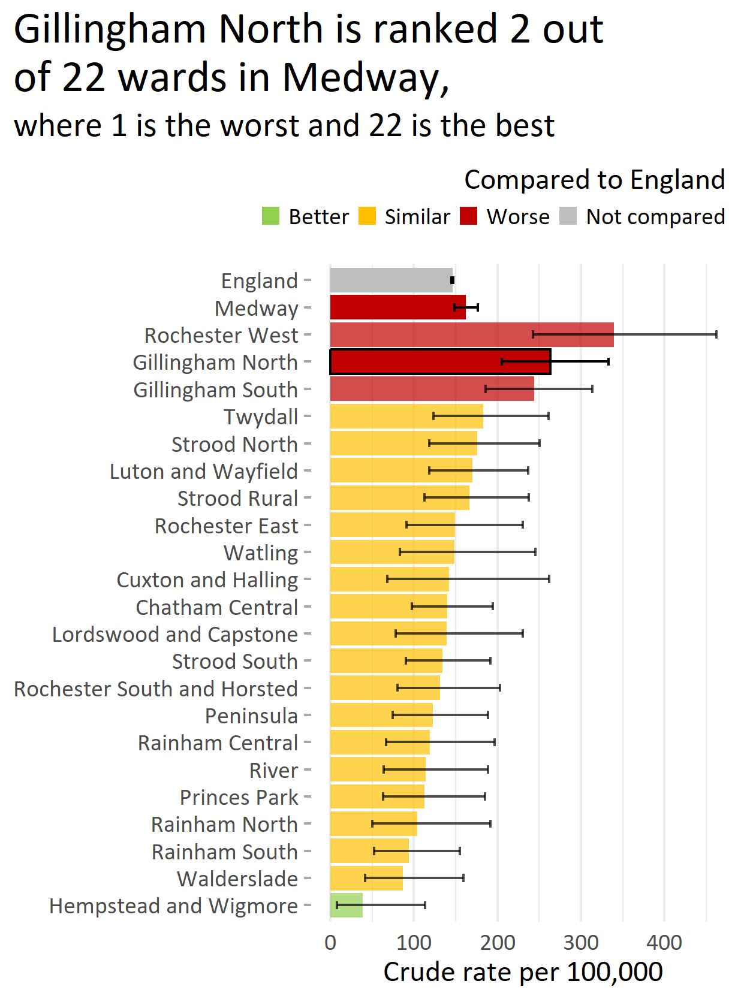 Gillingham North is ranked 2 out
of 22 wards in Medway,
where 1 is the worst and 22 is the best
Compared to England
Better Similar Worse Not compared
England
Medway
Rochester West
Gillingham North
Gillingham South
Twydall
Strood North
Luton and Wayfield
Strood Rural
Rochester East
Watling
Cuxton and Halling
Chatham Central
Lordswood and Capstone
Strood South
Rochester South and Horsted
Peninsula
Rainham Central
River
Princes Park
Rainham North
Rainham South
Walderslade
Hempstead and Wigmore
0 100 200 300 400
Crude rate per 100,000